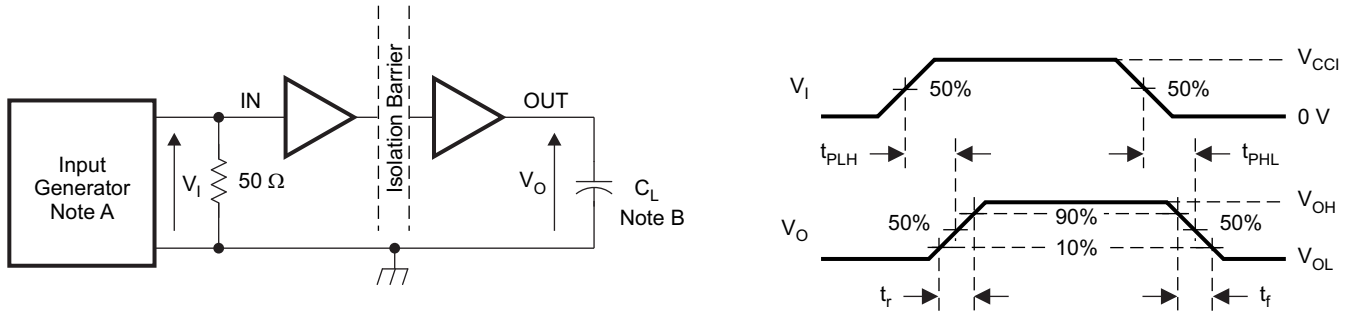 Input
Generator
Note A
V_I
50 Ω
IN
Isolation Barrier
OUT
V_O
C_L
Note B
V_I
50%
50%
V_CCI
0 V
t_PLH
t_PHL
V_O
50%
90%
10%
50%
V_OH
V_OL
t_r
t_f